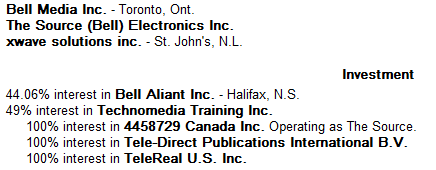 Bell Media Inc. - Toronto, Ont.
The Source (Bell) Electronics Inc.
xwave solutions inc. - St. John's, N.L.
Investment
44.06% interest in Bell Aliant Inc. - Halifax, N.S.
49% interest in Technomedia Training Inc.
100% interest in 4458729 Canada Inc. Operating as The Source.
100% interest in Tele-Direct Publications International B.V.
100% interest in TeleReal U.S. Inc.